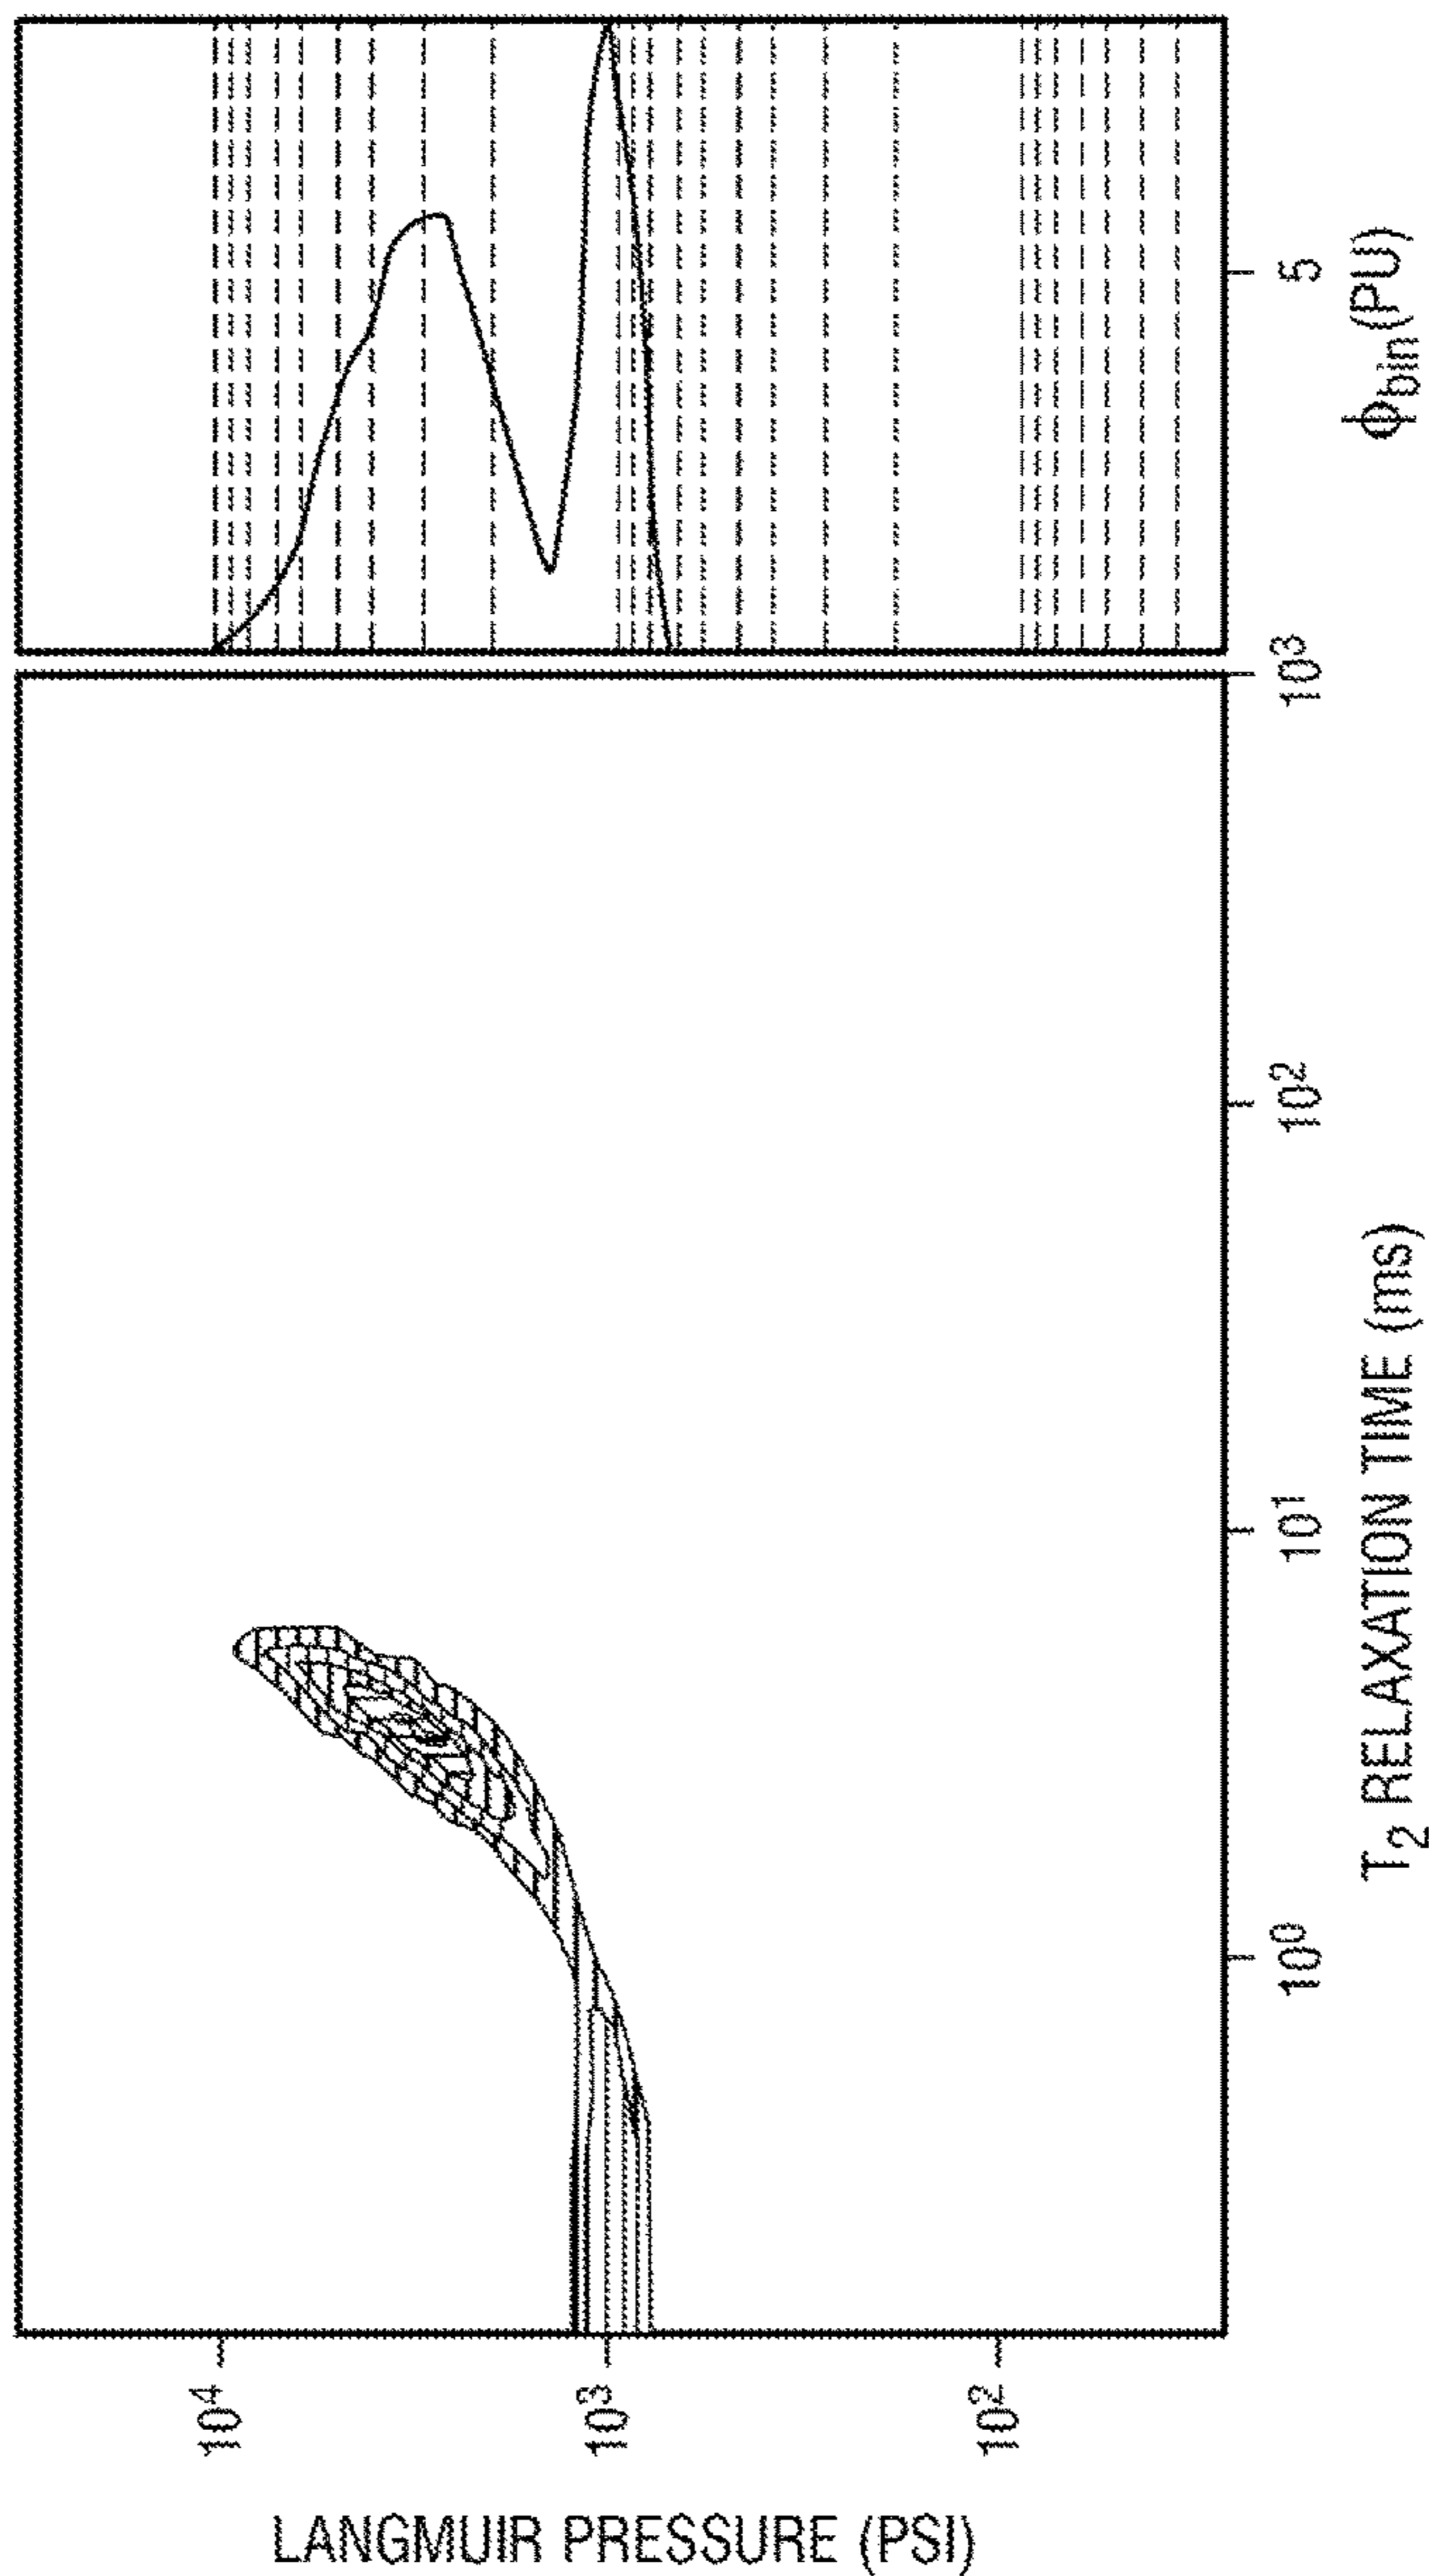 LANGMUIR PRESSURE (PSI)
10⁴
10³
10²
10⁰
10¹
10²
10³
T₂ RELAXATION TIME (ms)
5
ϕbin(PU)